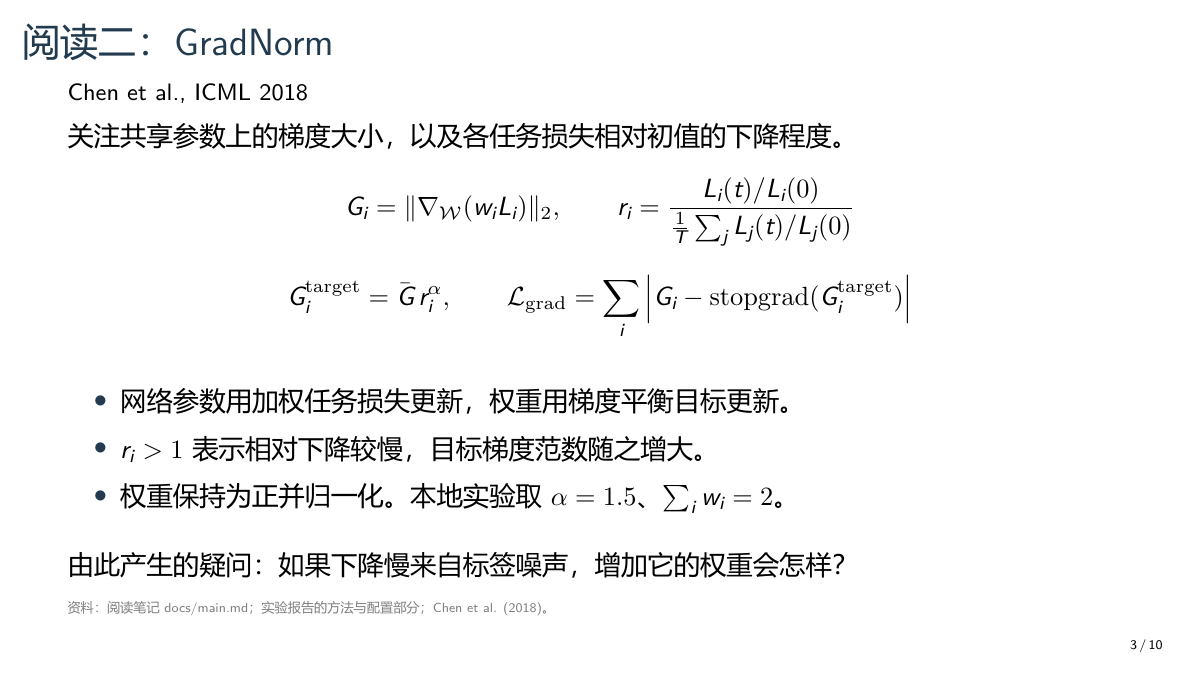 阅读二：GradNorm
Chen et al., ICML 2018
关注共享参数上的梯度大小，以及各任务损失相对初值的下降程度。
G_i = ‖∇_𝒲(w_i L_i)‖_2,  r_i = \frac{L_i(t)/L_i(0)}{\frac{1}{T} ∑_j L_j(t)/L_j(0)}
G_i^{target} = \bar{G} r_i^α,  ℒ_{grad} = ∑_i |G_i − stopgrad(G_i^{target})|
• 网络参数用加权任务损失更新，权重用梯度平衡目标更新。
• r_i > 1 表示相对下降较慢，目标梯度范数随之增大。
• 权重保持为正并归一化。本地实验取 α = 1.5、∑_i w_i = 2。
由此产生的疑问：如果下降慢来自标签噪声，增加它的权重会怎样？
资料：阅读笔记 docs/main.md；实验报告的方法与配置部分；Chen et al. (2018)。
3 / 10